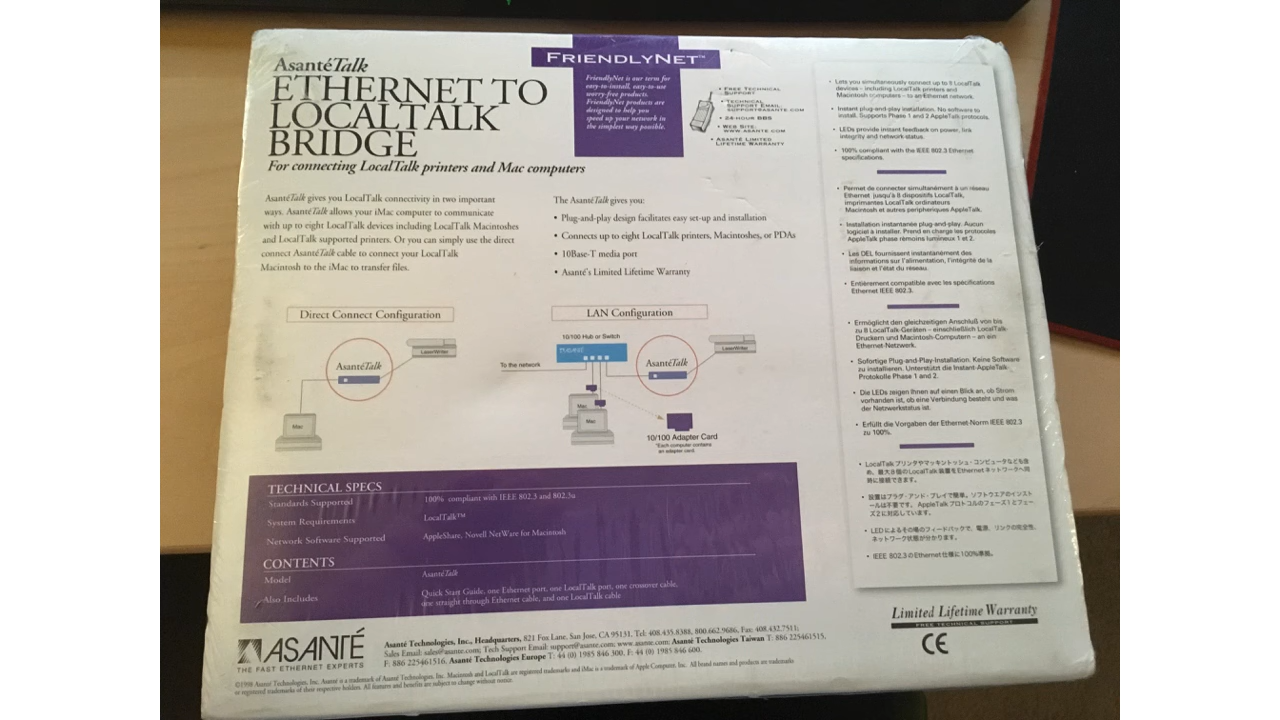 AsantéTalk
ETHERNET TO
LOCALTALK
BRIDGE
For connecting LocalTalk printers and Mac computers
FRIENDLYNET™
FriendlyNet is our term for
easy-to-install, easy-to-use
worry-free products.
FriendlyNet products are
designed to help you
speed up your network in
the simplest way possible.
• FREE TECHNICAL
SUPPORT
• TECHNICAL
SUPPORT EMAIL:
SUPPORT@ASANTE.COM
• 24-HOUR BBS
• WEB SITE:
WWW.ASANTE.COM
• ASANTÉ LIMITED
LIFETIME WARRANTY
AsantéTalk gives you LocalTalk connectivity in two important
ways. AsantéTalk allows your iMac computer to communicate
with up to eight LocalTalk devices including LocalTalk Macintoshes
and LocalTalk supported printers. Or you can simply use the direct
connect AsantéTalk cable to connect your LocalTalk
Macintosh to the iMac to transfer files.
The AsantéTalk gives you:
• Plug-and-play design facilitates easy set-up and installation
• Connects up to eight LocalTalk printers, Macintoshes, or PDAs
• 10Base-T media port
• Asanté's Limited Lifetime Warranty
Direct Connect Configuration
AsantéTalk
LaserWriter
Mac
LAN Configuration
10/100 Hub or Switch
To the network
AsantéTalk
LaserWriter
Mac
Mac
10/100 Adapter Card
*Each computer contains
an adapter card.
TECHNICAL SPECS
Standards Supported 100% compliant with IEEE 802.3 and 802.3u
System Requirements LocalTalk™
Network Software Supported AppleShare, Novell NetWare for Macintosh
CONTENTS
Model AsantéTalk
Also Includes Quick Start Guide, one Ethernet port, one LocalTalk port, one crossover cable,
one straight through Ethernet cable, and one LocalTalk cable
ASANTÉ
THE FAST ETHERNET EXPERTS
Asanté Technologies, Inc., Headquarters, 821 Fox Lane, San Jose, CA 95131, Tel: 408.435.8388, 800.662.9686, Fax: 408.432.7511;
Sales Email: sales@asante.com; Tech Support Email: support@asante.com; www.asante.com; Asanté Technologies Taiwan T: 886 225461515,
F: 886 225461516, Asanté Technologies Europe T: 44 (0) 1985 846 300, F: 44 (0) 1985 846 600.
©1998 Asanté Technologies, Inc. Asanté is a trademark of Asanté Technologies, Inc. Macintosh and LocalTalk are registered trademarks and iMac is a trademark of Apple Computer, Inc. All brand names and products are trademarks
or registered trademarks of their respective holders. All features and benefits are subject to change without notice.
• Lets you simultaneously connect up to 8 LocalTalk
devices – including LocalTalk printers and
Macintosh computers – to an Ethernet network.
• Instant plug-and-play installation. No software to
install. Supports Phase 1 and 2 AppleTalk protocols.
• LEDs provide instant feedback on power, link
integrity and network status.
• 100% compliant with the IEEE 802.3 Ethernet
specifications.
• Permet de connecter simultanément à un réseau
Ethernet jusqu'à 8 dispositifs LocalTalk,
imprimantes LocalTalk ordinateurs
Macintosh et autres peripheriques AppleTalk.
• Installation instantanée plug-and-play. Aucun
logiciel à installer. Prend en charge les protocoles
AppleTalk phase témoins lumineux 1 et 2.
• Les DEL fournissent instantanément des
informations sur l'alimentation, l'intégrité de la
liaison et l'état du réseau.
• Entièrement compatible avec les spécifications
Ethernet IEEE 802.3.
• Ermöglicht den gleichzeitigen Anschluß von bis
zu 8 LocalTalk-Geräten – einschließlich LocalTalk-
Druckern und Macintosh-Computern – an ein
Ethernet-Netzwerk.
• Sofortige Plug-and-Play-Installation. Keine Software
zu installieren. Unterstützt die Instant-AppleTalk-
Protokolle Phase 1 and 2.
• Die LEDs zeigen Ihnen auf einen Blick an, ob Strom
vorhanden ist, ob eine Verbindung besteht und was
der Netzwerkstatus ist.
• Erfüllt die Vorgaben der Ethernet-Norm IEEE 802.3
zu 100%.
• LocalTalk プリンタやマッキントッシュ・コンピュータなどを含
め、最大8個のLocalTalk 装置をEthernet ネットワークへ同
時に接続できます。
• 装置はプラグ・アンド・プレイで簡単。ソフトウエアのインスト
ールは不要です。 AppleTalk プロトコルのフェーズ1とフェー
ズ2に対応しています。
• LEDによるその場のフィードバックで、電源、リンクの完全性、
ネットワーク状態が分かります。
• IEEE 802.3のEthernet 仕様に100%準拠。
Limited Lifetime Warranty
FREE TECHNICAL SUPPORT
CE